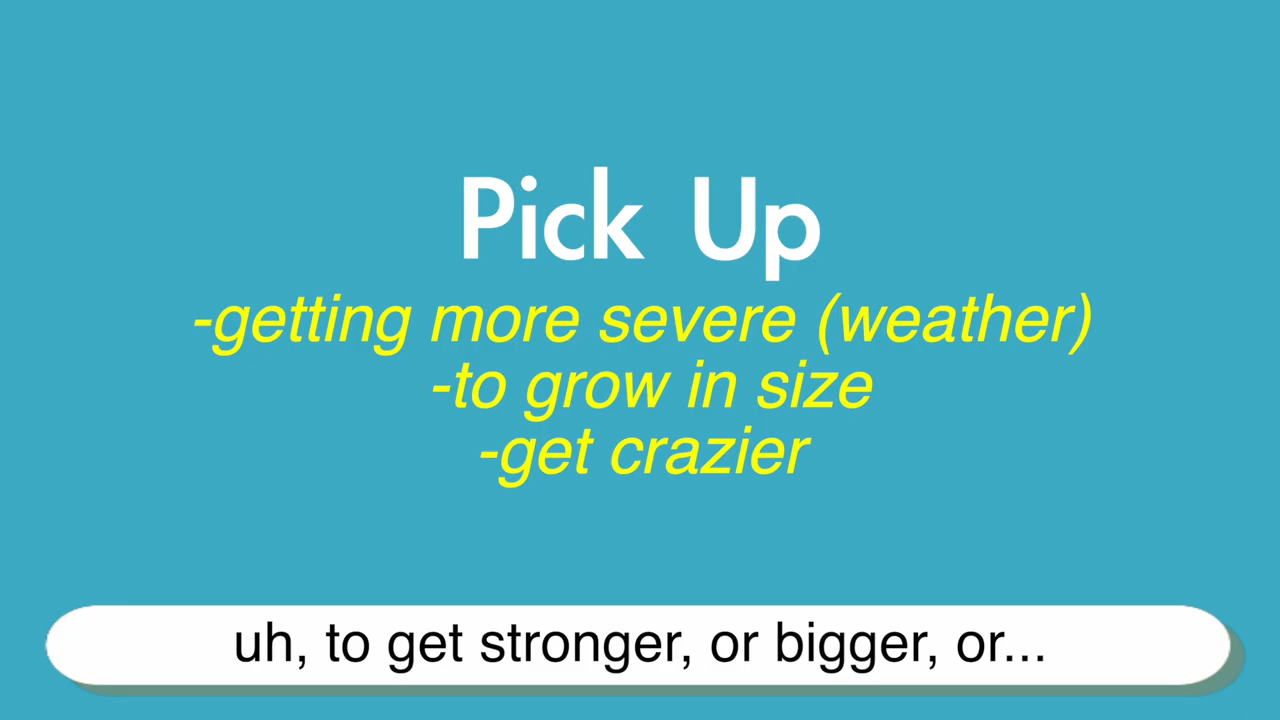 Pick Up
-getting more severe (weather)
-to grow in size
-get crazier
uh, to get stronger, or bigger, or...